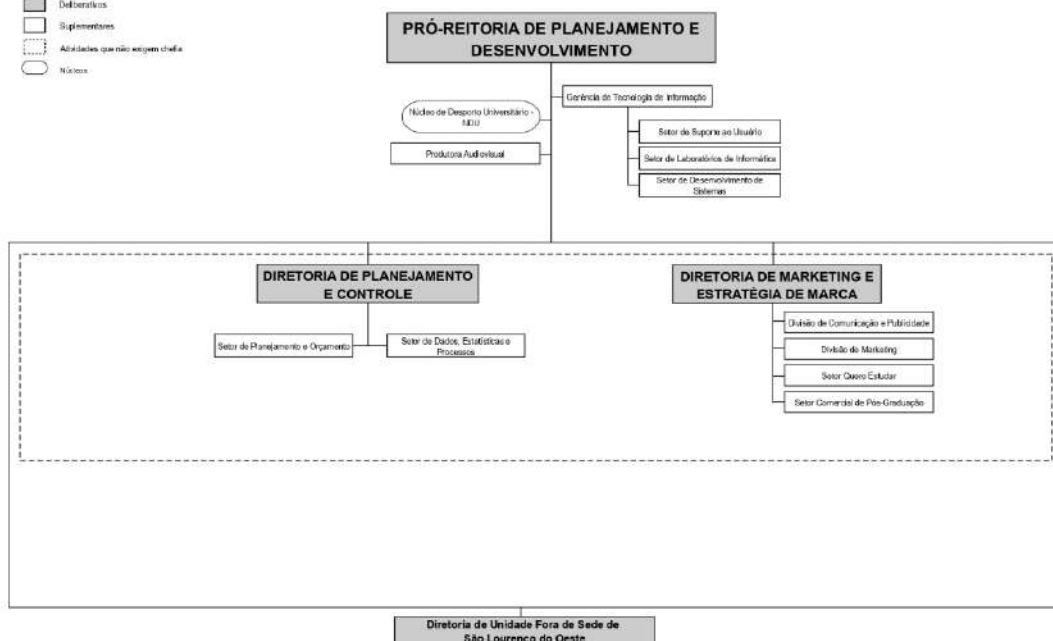 Deliberativos
Suplementares
Atividades que não exigem chefia
Núcleos
PRÓ-REITORIA DE PLANEJAMENTO E
DESENVOLVIMENTO
Gerência de Tecnologia de Informação
Núcleo de Desporto Universitário -
NDU
Setor de Suporte ao Usuário
Produtora Audiovisual
Setor de Laboratórios de Informática
Setor de Desenvolvimento de
Sistemas
DIRETORIA DE PLANEJAMENTO
E CONTROLE
DIRETORIA DE MARKETING E
ESTRATÉGIA DE MARCA
Setor de Planejamento e Orçamento
Setor de Dados, Estatísticas e
Processos
Divisão de Comunicação e Publicidade
Divisão de Marketing
Setor Quero Estudar
Setor Comercial de Pós-Graduação
Diretoria de Unidade Fora de Sede de
São Lourenço do Oeste